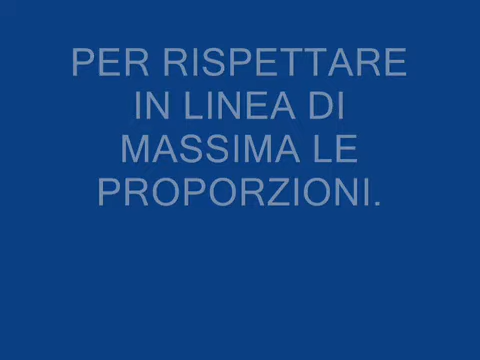 PER RISPETTARE
IN LINEA DI
MASSIMA LE
PROPORZIONI.